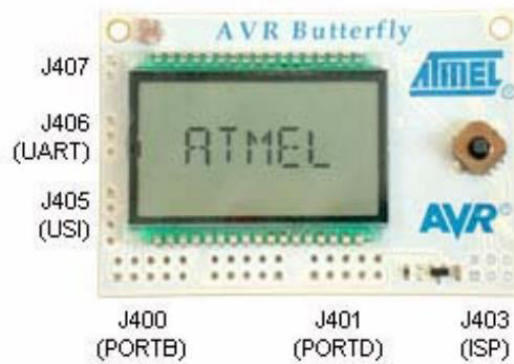 AVR Butterfly
J407
ATMEL®
J406
(UART)
ATMEL
J405
(USI)
AVR®
J400
(PORTB)
J401
(PORTD)
J403
(ISP)